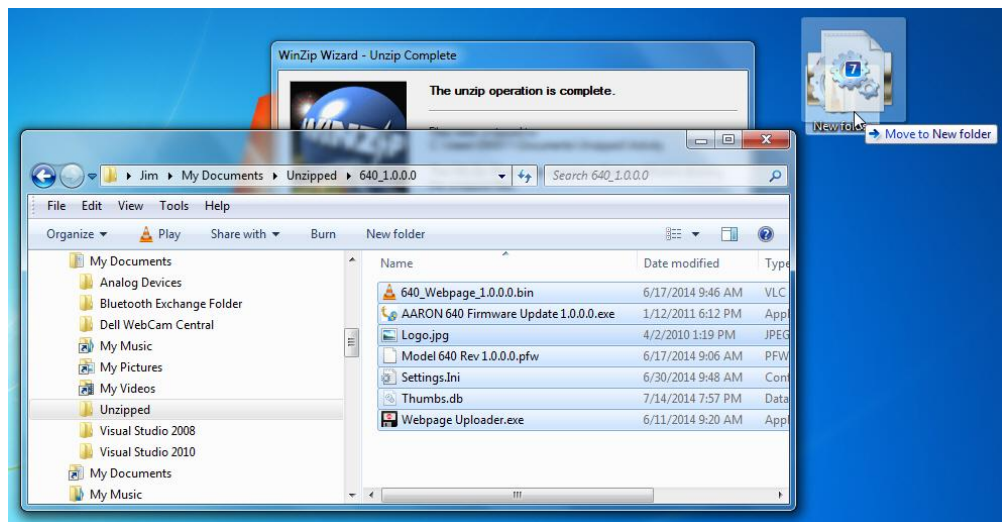 WinZip Wizard - Unzip Complete
The unzip operation is complete.
7
New fol
Move to New folder
Jim ▸ My Documents ▸ Unzipped ▸ 640_1.0.0.0
Search 640_1.0.0.0
File Edit View Tools Help
Organize Play Share with Burn New folder
My Documents
Analog Devices
Bluetooth Exchange Folder
Dell WebCam Central
My Music
My Pictures
My Videos
Unzipped
Visual Studio 2008
Visual Studio 2010
My Documents
My Music
Name Date modified Type
640_Webpage_1.0.0.0.bin 6/17/2014 9:46 AM VLC
AARON 640 Firmware Update 1.0.0.0.exe 1/12/2011 6:12 PM Appl
Logo.jpg 4/2/2010 1:19 PM JPEG
Model 640 Rev 1.0.0.0.pfw 6/17/2014 9:06 AM PFW
Settings.Ini 6/30/2014 9:48 AM Con
Thumbs.db 7/14/2014 7:57 PM Data
Webpage Uploader.exe 6/11/2014 9:20 AM Appl